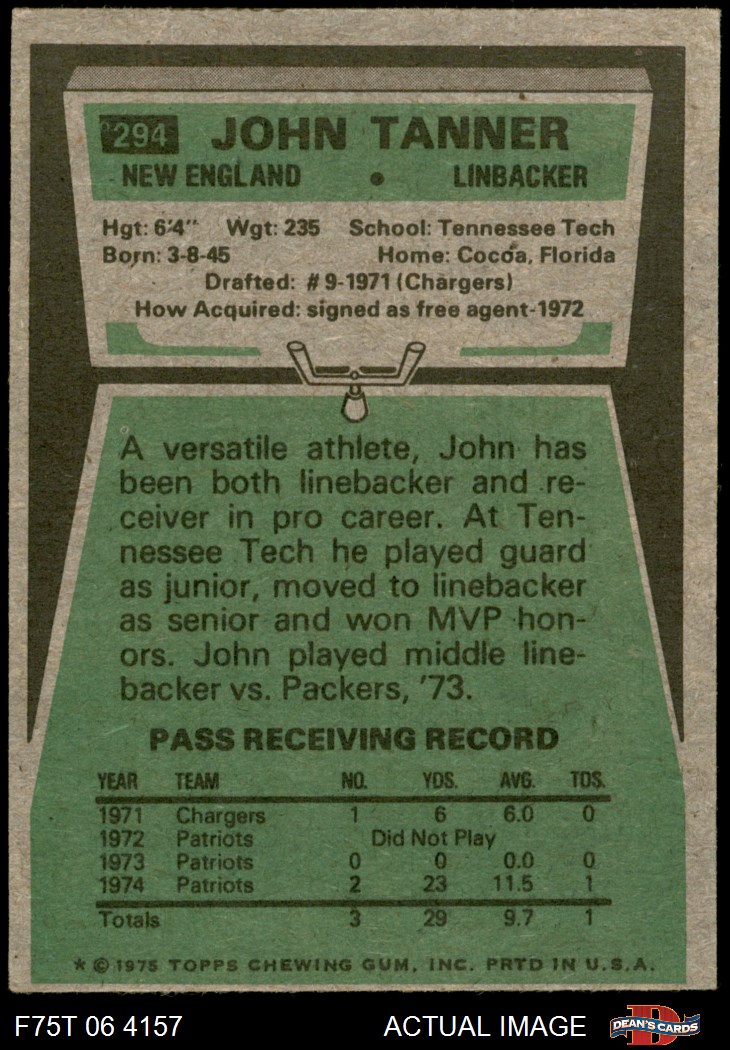 294 JOHN TANNER
NEW ENGLAND • LINBACKER
Hgt: 6'4" Wgt: 235 School: Tennessee Tech
Born: 3-8-45 Home: Cocoa, Florida
Drafted: #9-1971 (Chargers)
How Acquired: signed as free agent-1972
A versatile athlete, John has
been both linebacker and re-
ceiver in pro career. At Ten-
nessee Tech he played guard
as junior, moved to linebacker
as senior and won MVP hon-
ors. John played middle line-
backer vs. Packers, '73.
PASS RECEIVING RECORD
YEAR TEAM NO. YDS. AVG. TDS.
1971 Chargers 1 6 6.0 0
1972 Patriots Did Not Play
1973 Patriots 0 0 0.0 0
1974 Patriots 2 23 11.5 1
Totals 3 29 9.7 1
* © 1975 TOPPS CHEWING GUM, INC. PRTD IN U.S.A.
F75T 06 4157 ACTUAL IMAGE DEAN'S CARDS